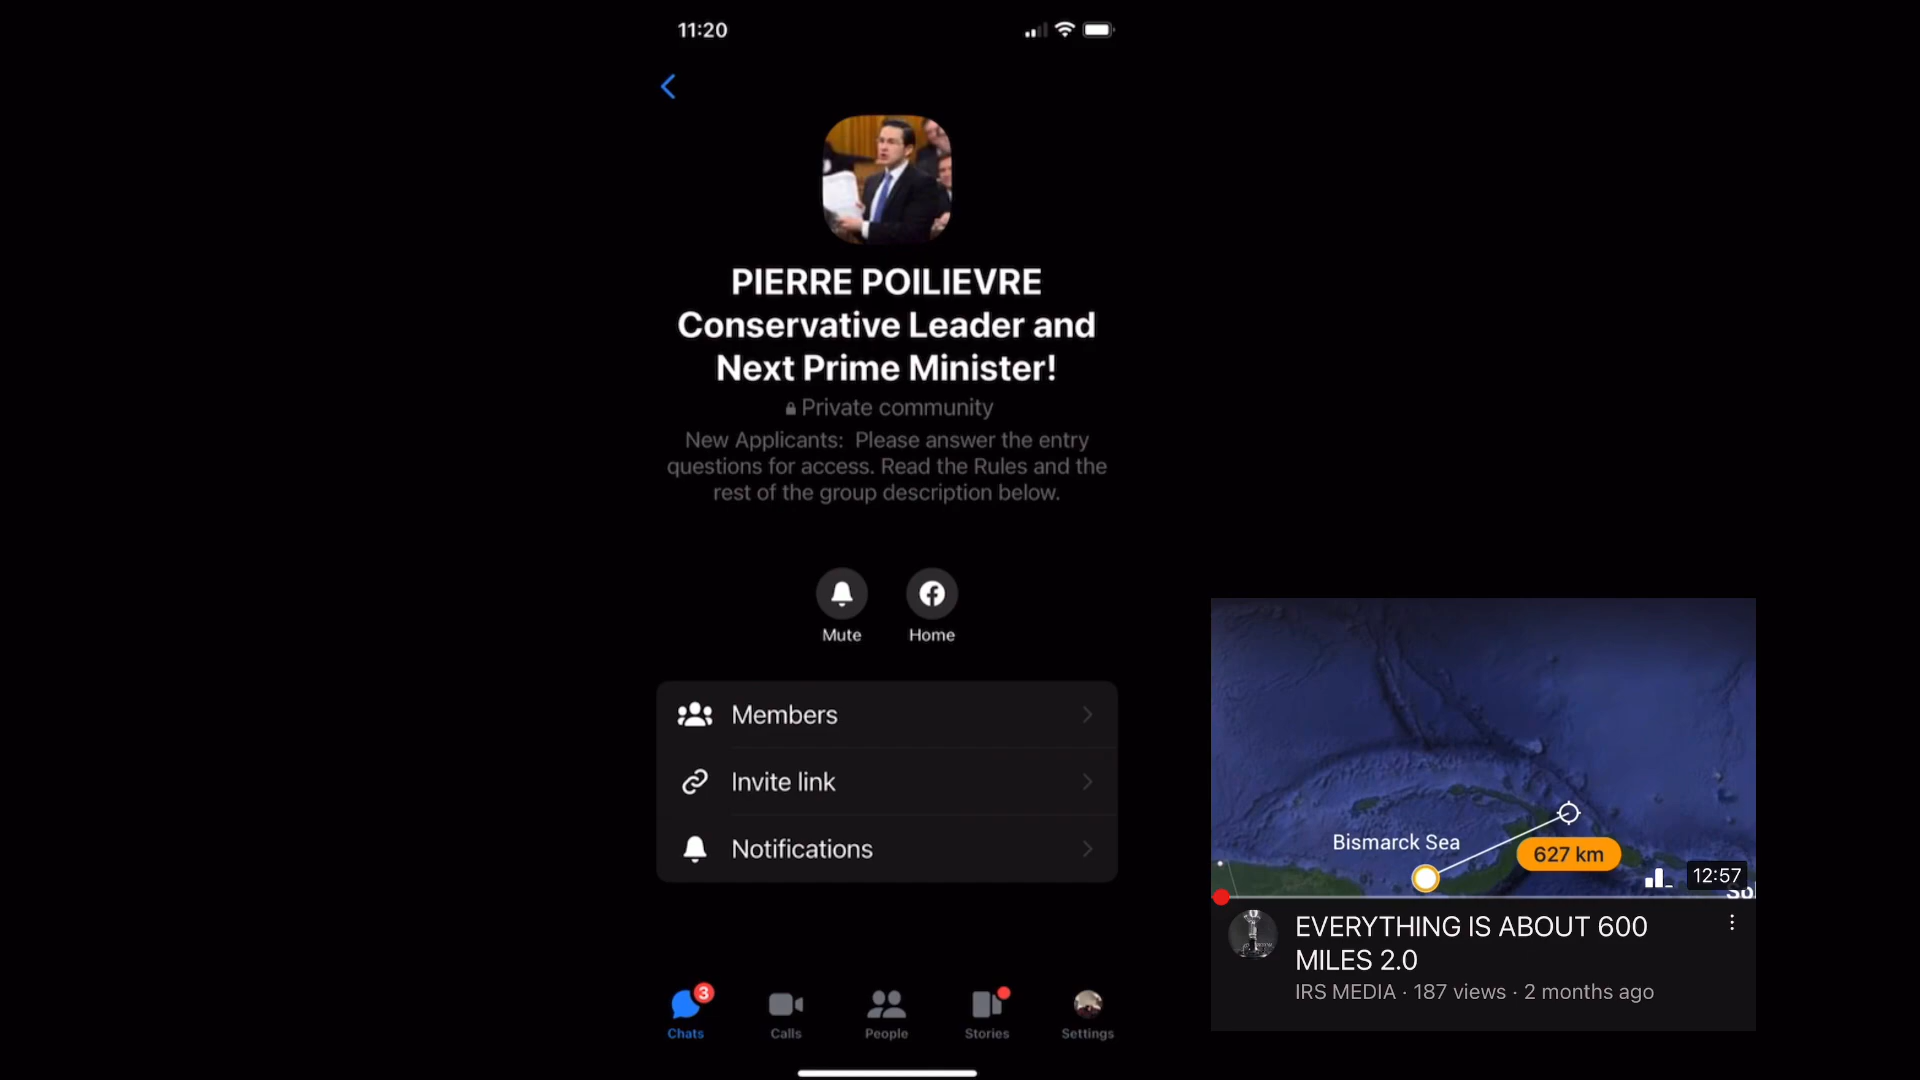 11:20
PIERRE POILIEVRE
Conservative Leader and
Next Prime Minister!
Private community
New Applicants:  Please answer the entry
questions for access. Read the Rules and the
rest of the group description below.
Mute
Home
Members
Invite link
Notifications
3
Chats
Calls
People
Stories
Settings
Bismarck Sea
627 km
12:57
EVERYTHING IS ABOUT 600
MILES 2.0
IRS MEDIA · 187 views · 2 months ago